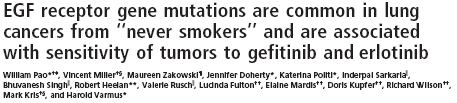 EGF receptor gene mutations are common in lung
cancers from ‘‘never smokers’’ and are associated
with sensitivity of tumors to gefitinib and erlotinib
William Pao*†‡, Vincent Miller†§, Maureen Zakowski¶, Jennifer Doherty*, Katerina Politi*, Inderpal Sarkaria‖,
Bhuvanesh Singh‖, Robert Heelan**, Valerie Rusch‖, Lucinda Fulton††, Elaine Mardis††, Doris Kupfer††, Richard Wilson††,
Mark Kris†§, and Harold Varmus*